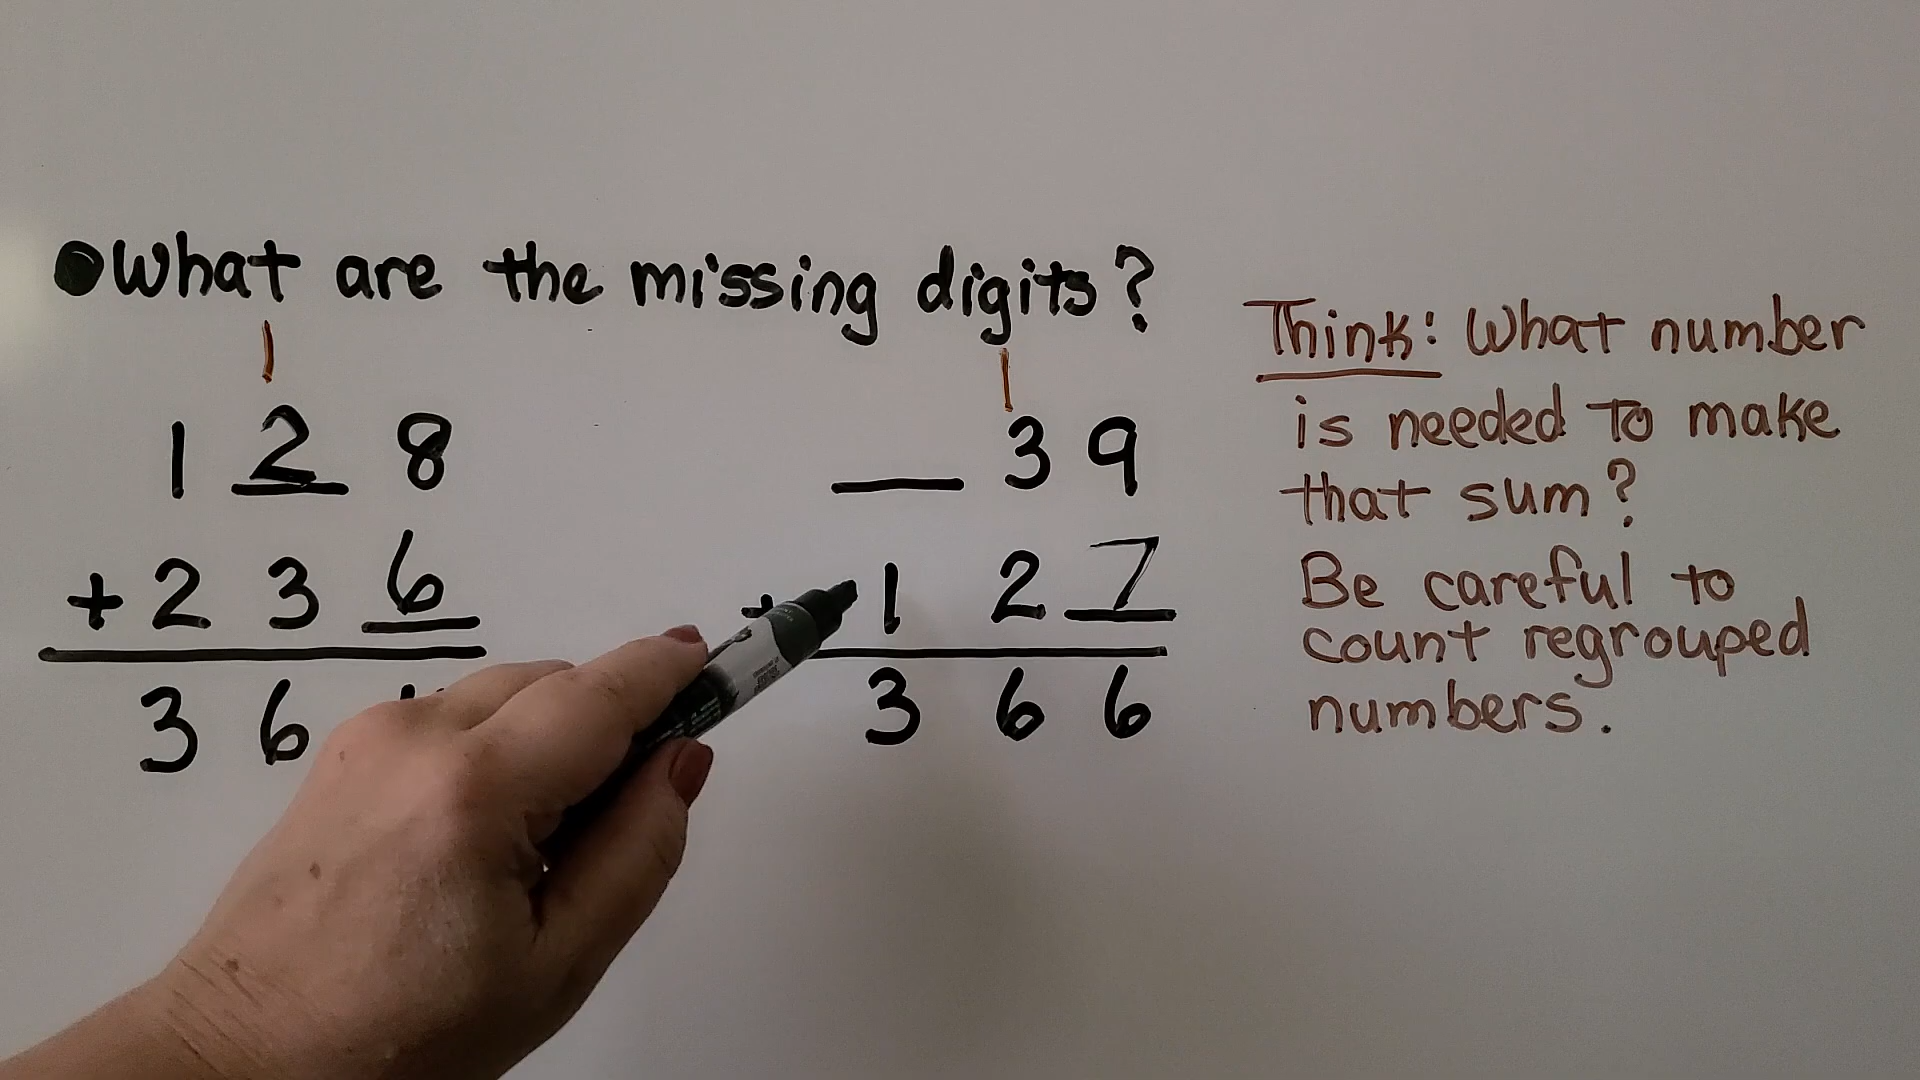 What are the missing digits?
1
1 2 8
+ 2 3 6
3 6
1
__ 3 9
+ 1 2 7
3 6 6
Think: What number
is needed to make
that sum?
Be careful to
count regrouped
numbers.